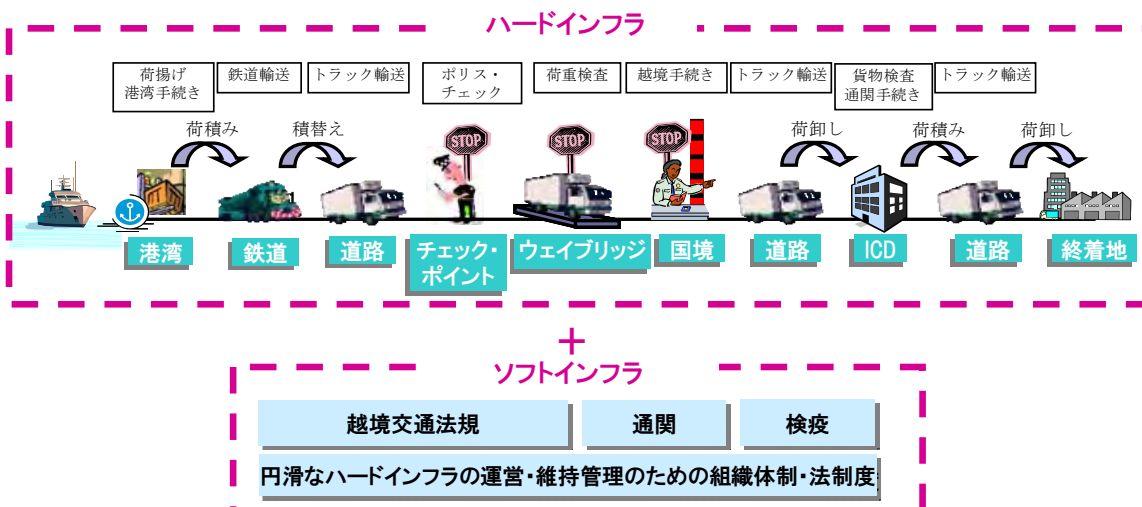 ハードインフラ
荷揚げ
港湾手続き
鉄道輸送
トラック輸送
ポリス・
チェック
荷重検査
越境手続き
トラック輸送
貨物検査
通関手続き
トラック輸送
荷積み
積替え
荷卸し
荷積み
荷卸し
STOP
STOP
STOP
港湾
鉄道
道路
チェック・
ポイント
ウェイブリッジ
国境
道路
ICD
道路
終着地
+
ソフトインフラ
越境交通法規
通関
検疫
円滑なハードインフラの運営・維持管理のための組織体制・法制度